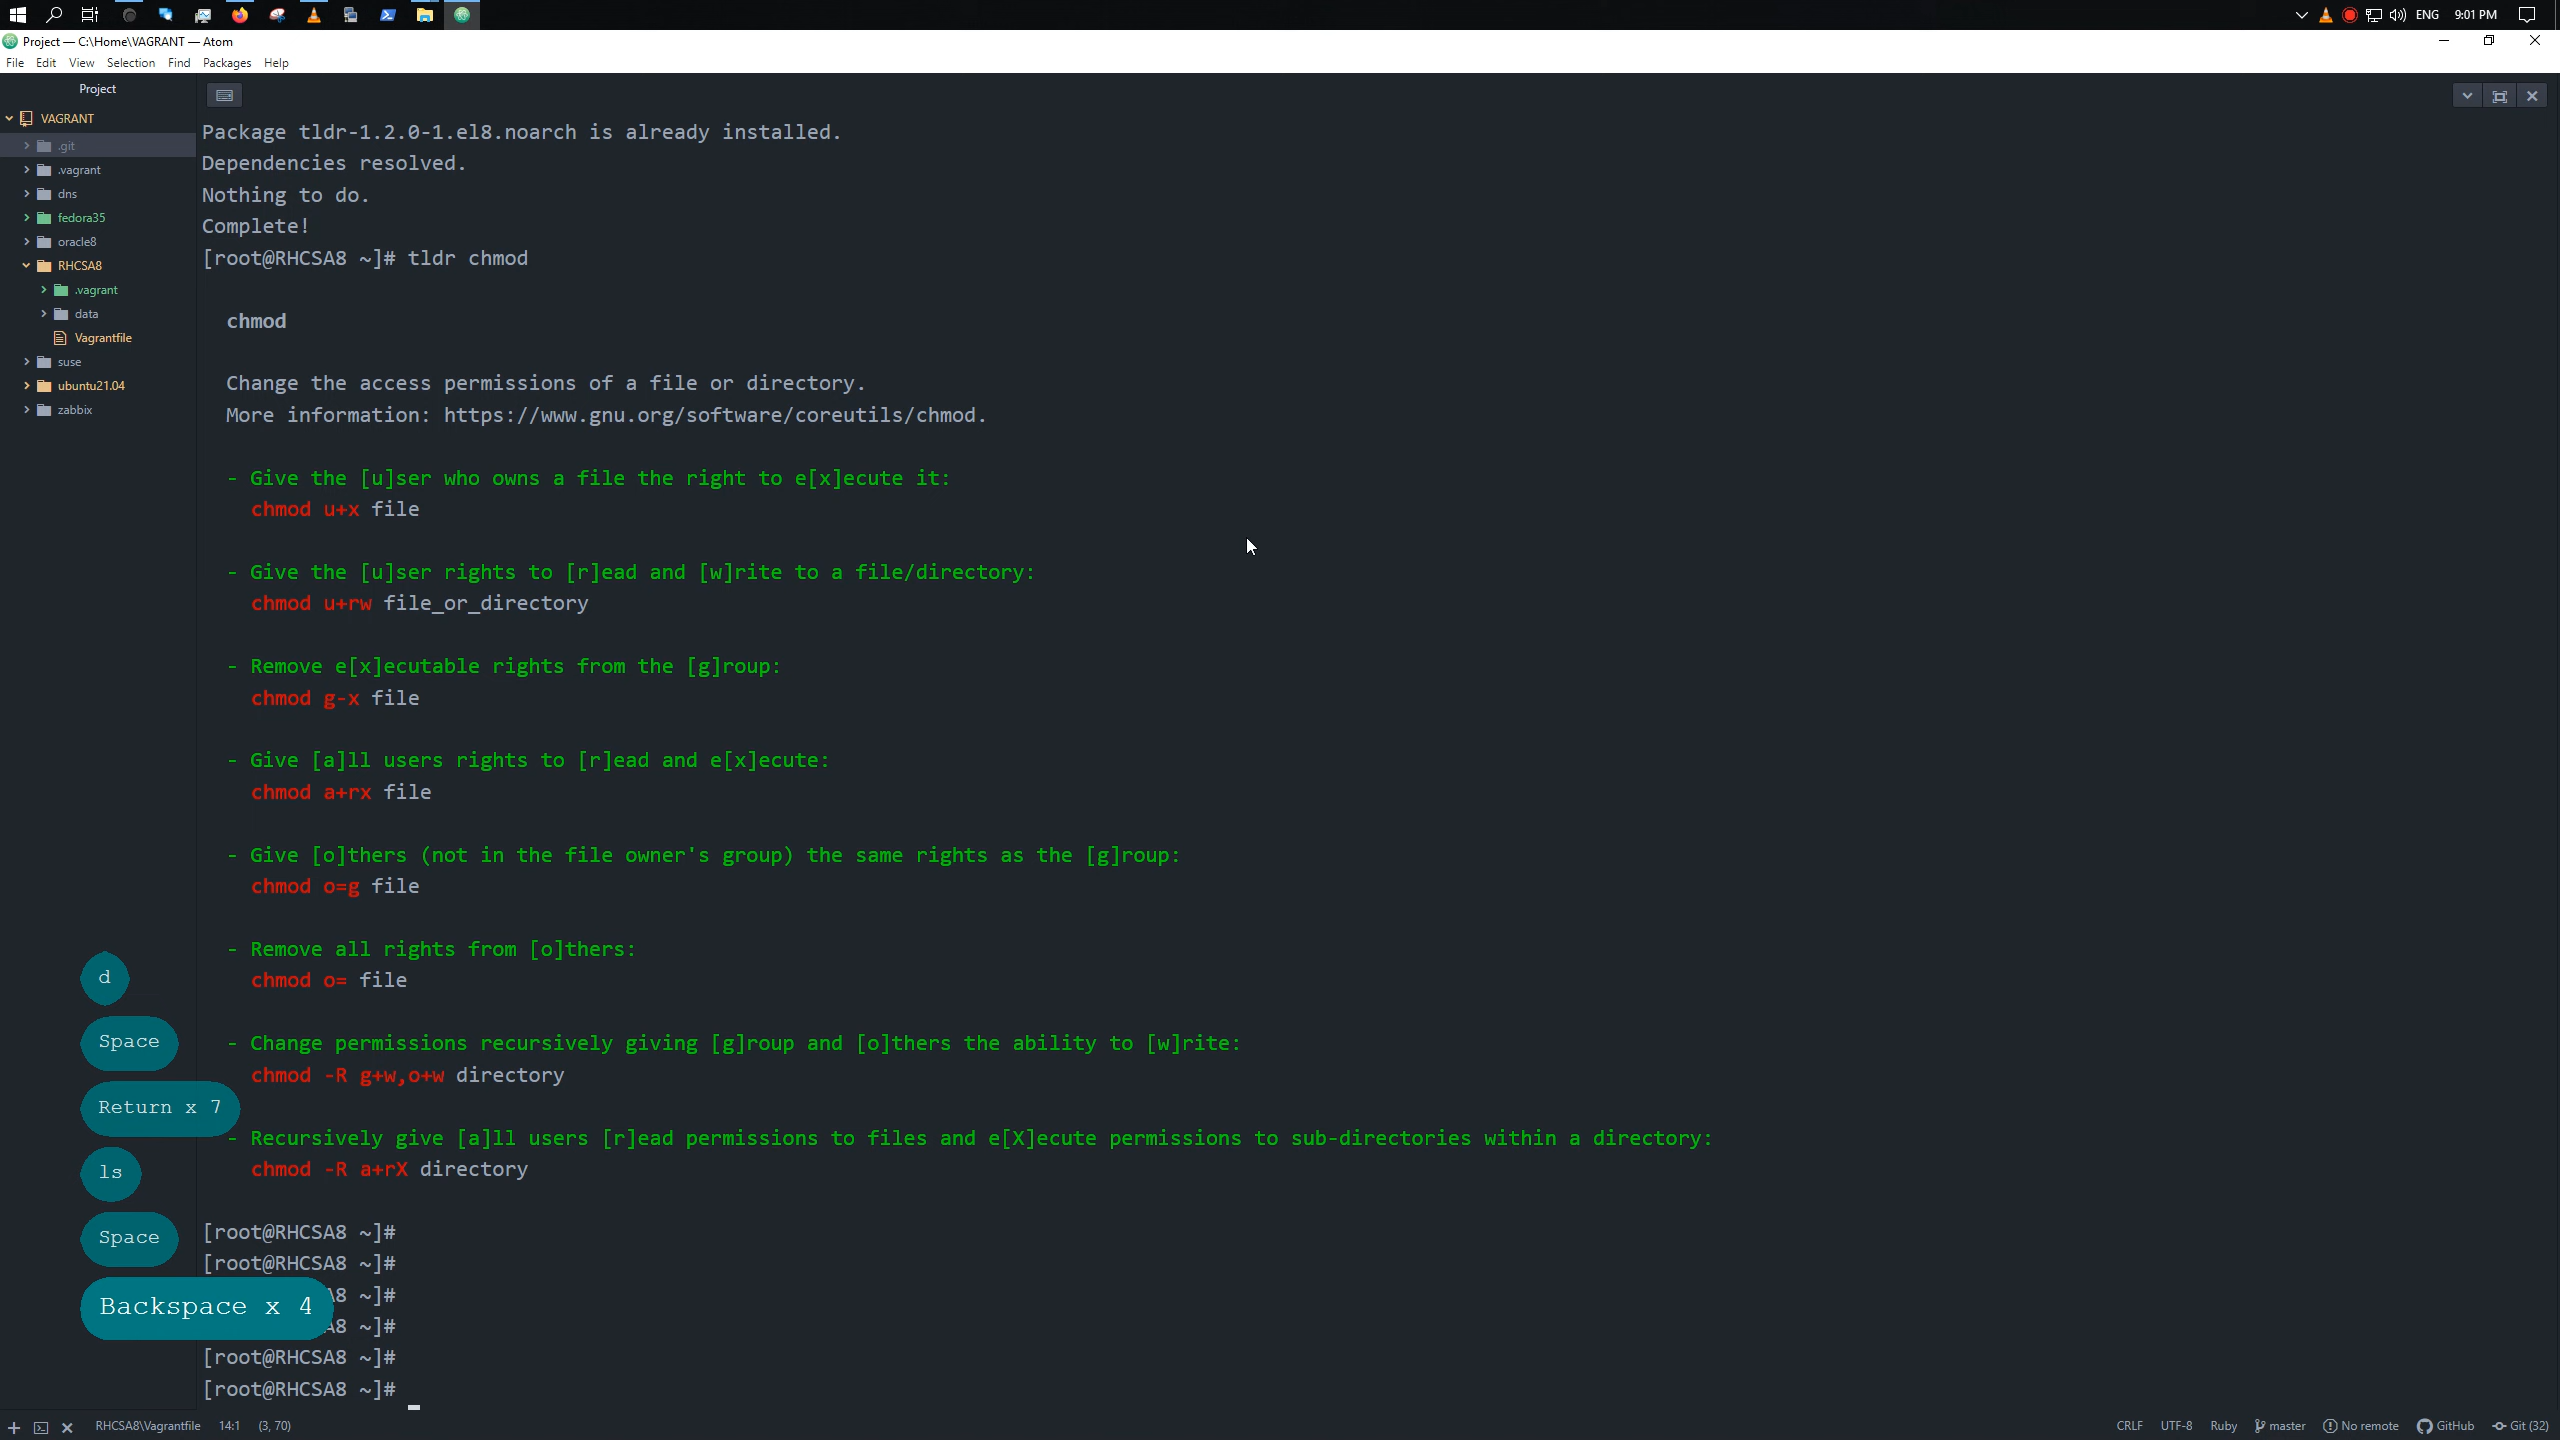 ENG 9:01 PM
Project — C:\Home\VAGRANT — Atom
File Edit View Selection Find Packages Help
Project
VAGRANT
.git
.vagrant
dns
fedora35
oracle8
RHCSA8
.vagrant
data
Vagrantfile
suse
ubuntu21.04
zabbix
Package tldr-1.2.0-1.el8.noarch is already installed.
Dependencies resolved.
Nothing to do.
Complete!
[root@RHCSA8 ~]# tldr chmod
chmod
Change the access permissions of a file or directory.
More information: https://www.gnu.org/software/coreutils/chmod.
- Give the [u]ser who owns a file the right to e[x]ecute it:
chmod u+x file
- Give the [u]ser rights to [r]ead and [w]rite to a file/directory:
chmod u+rw file_or_directory
- Remove e[x]ecutable rights from the [g]roup:
chmod g-x file
- Give [a]ll users rights to [r]ead and e[x]ecute:
chmod a+rx file
- Give [o]thers (not in the file owner's group) the same rights as the [g]roup:
chmod o=g file
- Remove all rights from [o]thers:
chmod o= file
- Change permissions recursively giving [g]roup and [o]thers the ability to [w]rite:
chmod -R g+w,o+w directory
- Recursively give [a]ll users [r]ead permissions to files and e[X]ecute permissions to sub-directories within a directory:
chmod -R a+rX directory
[root@RHCSA8 ~]#
[root@RHCSA8 ~]#
A8 ~]#
A8 ~]#
[root@RHCSA8 ~]#
[root@RHCSA8 ~]#
d
Space
Return x 7
ls
Space
Backspace x 4
RHCSA8\Vagrantfile 14:1 (3, 70)
CRLF UTF-8 Ruby master No remote GitHub Git (32)